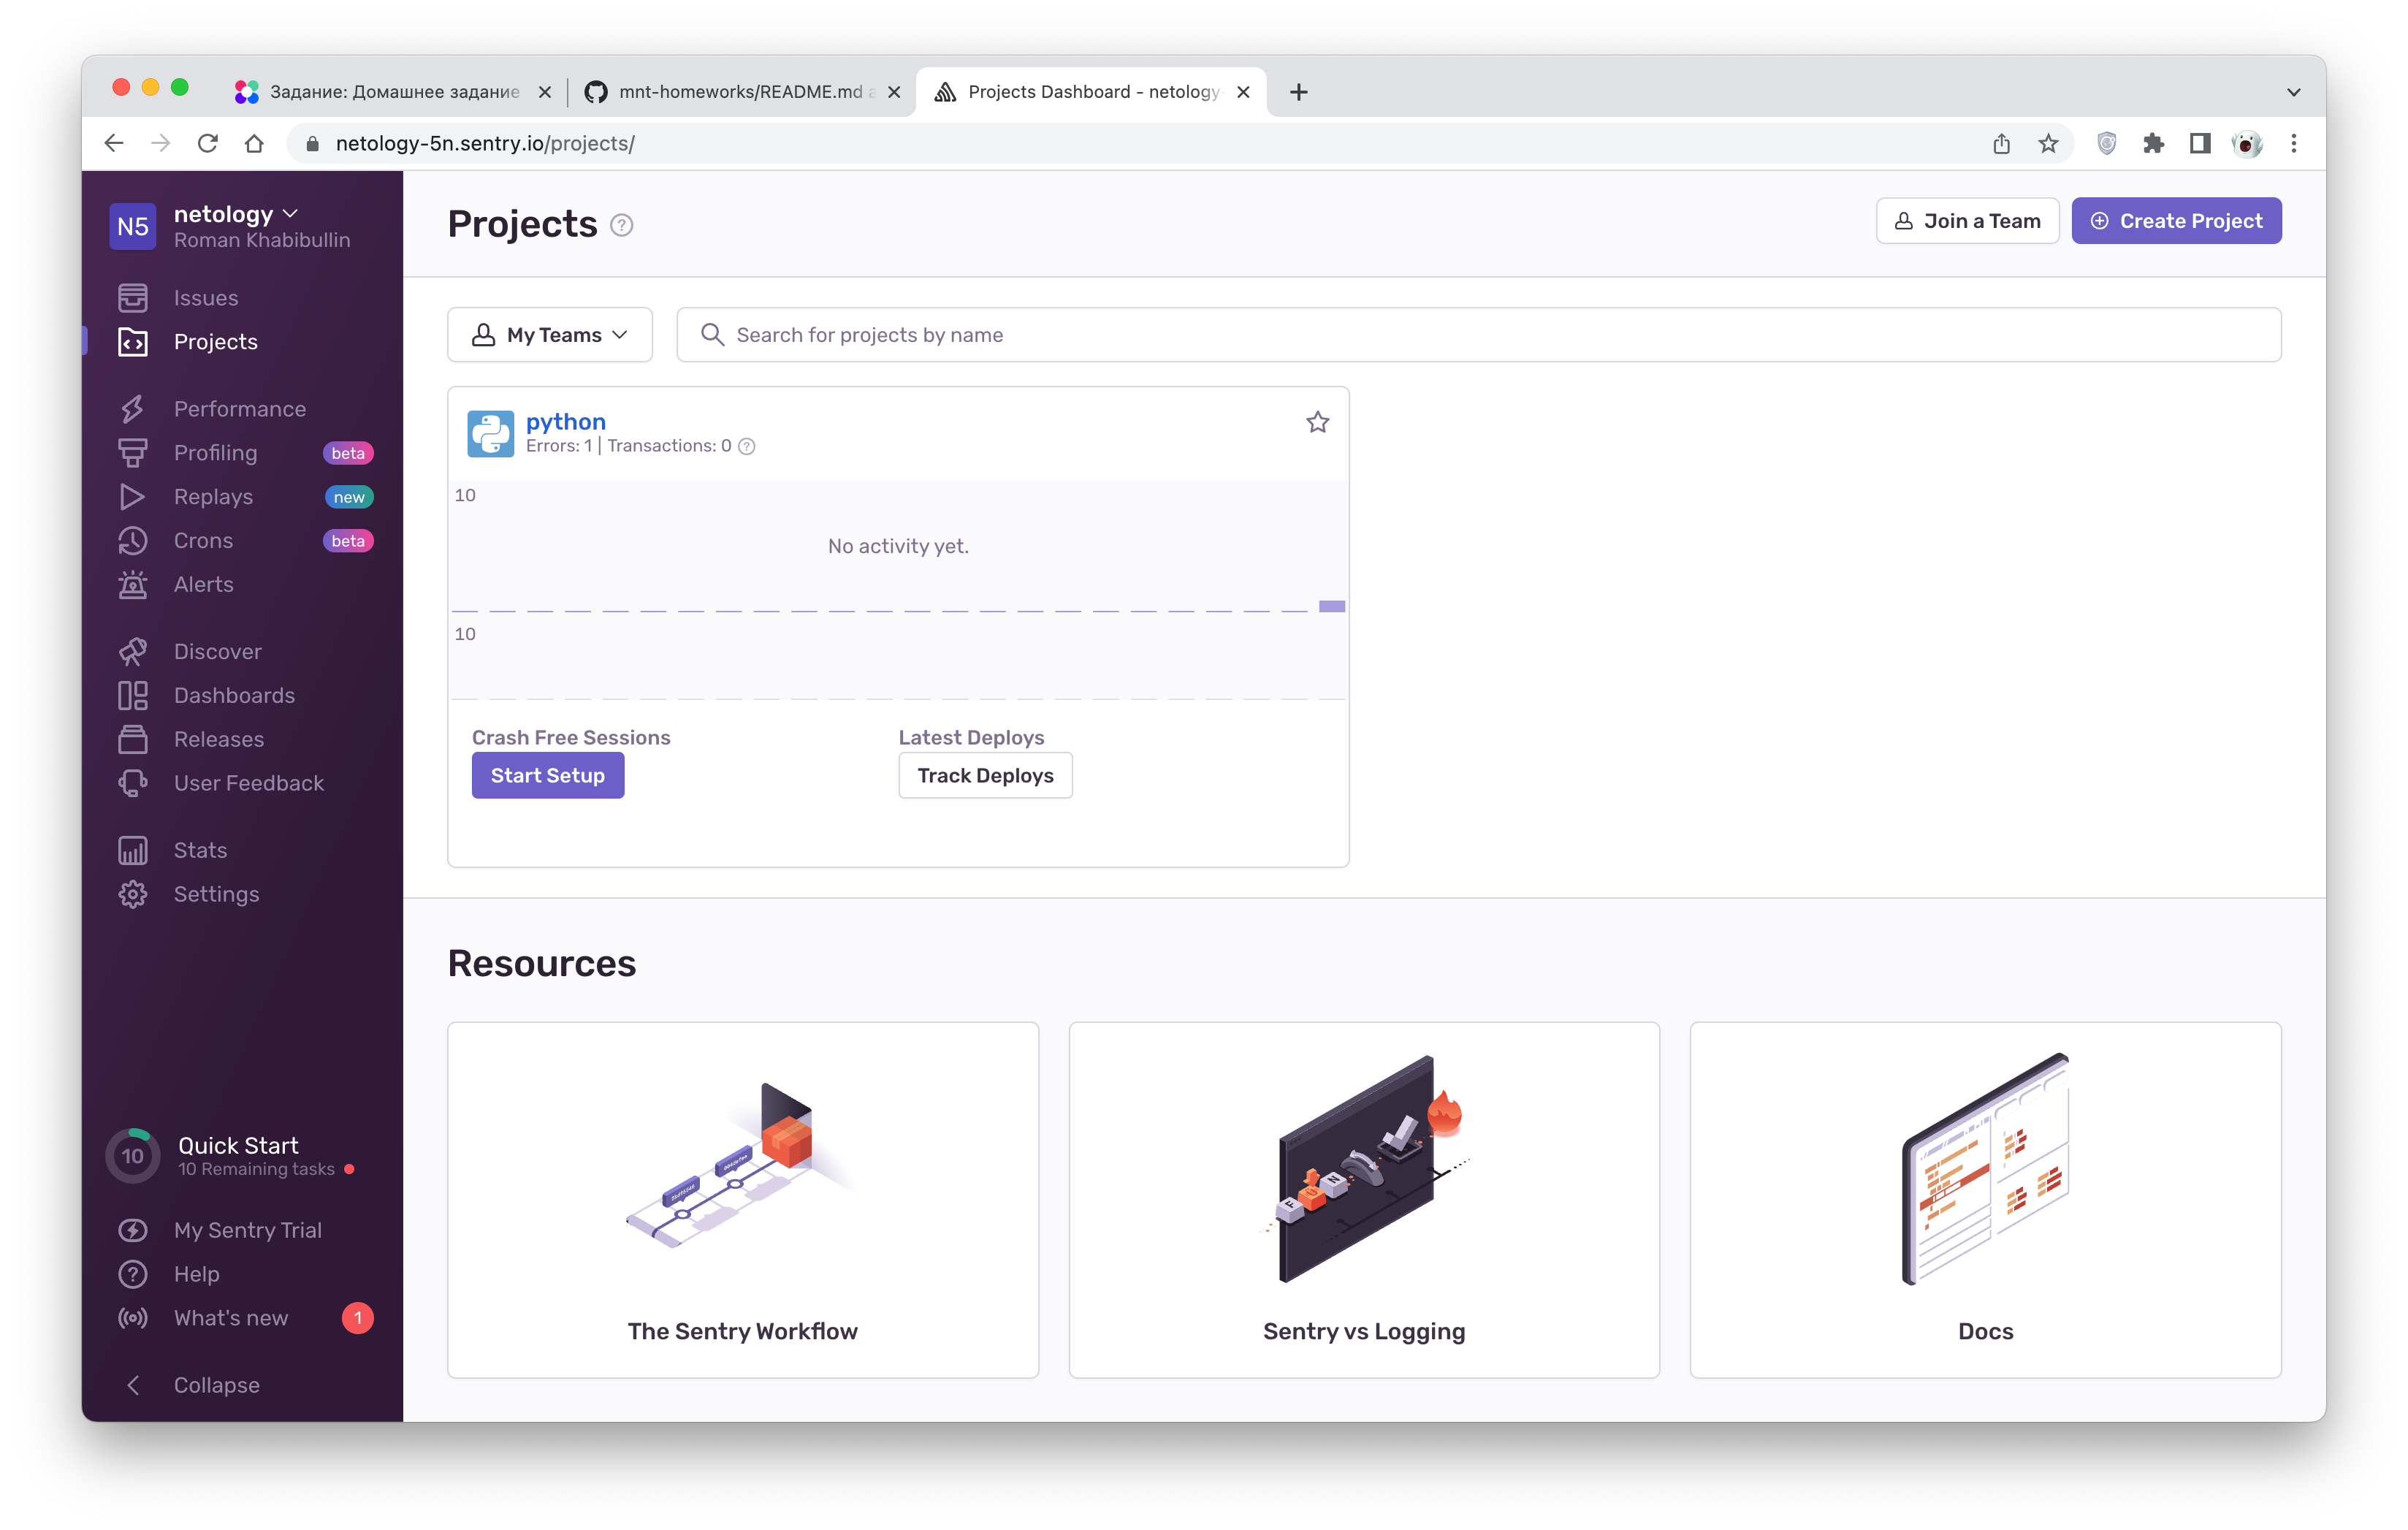 Задание: Домашнее задание
mnt-homeworks/README.md a
Projects Dashboard - netology-
netology-5n.sentry.io/projects/
N5
netology
Roman Khabibullin
Issues
Projects
Performance
Profiling beta
Replays new
Crons beta
Alerts
Discover
Dashboards
Releases
User Feedback
Stats
Settings
10
Quick Start
10 Remaining tasks
My Sentry Trial
Help
What's new 1
Collapse
Projects ?
Join a Team
Create Project
My Teams
Search for projects by name
python
Errors: 1 | Transactions: 0 ?
10
No activity yet.
10
Crash Free Sessions
Start Setup
Latest Deploys
Track Deploys
Resources
The Sentry Workflow
F U N
Sentry vs Logging
Docs